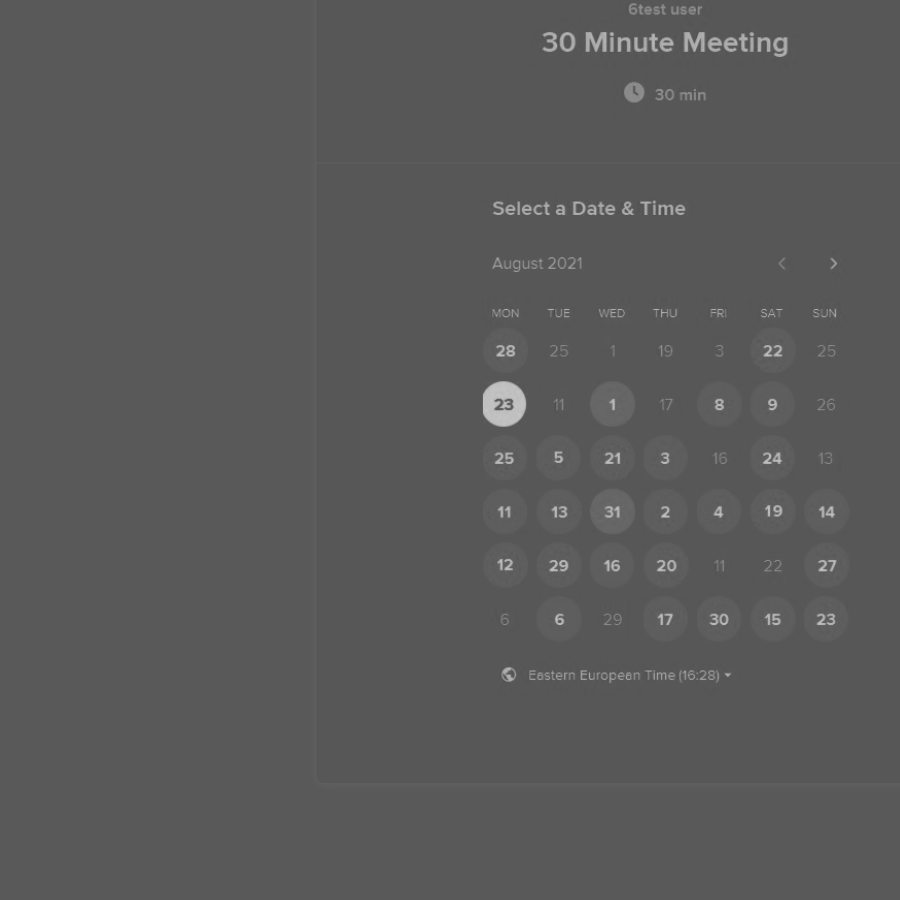 6test user
30 Minute Meeting
30 min
Select a Date & Time
August 2021
MON TUE WED THU FRI SAT SUN
28 25 1 19 3 22 25
23 11 1 17 8 9 26
25 5 21 3 16 24 13
11 13 31 2 4 19 14
12 29 16 20 11 22 27
6 6 29 17 30 15 23
Eastern European Time (16:28)